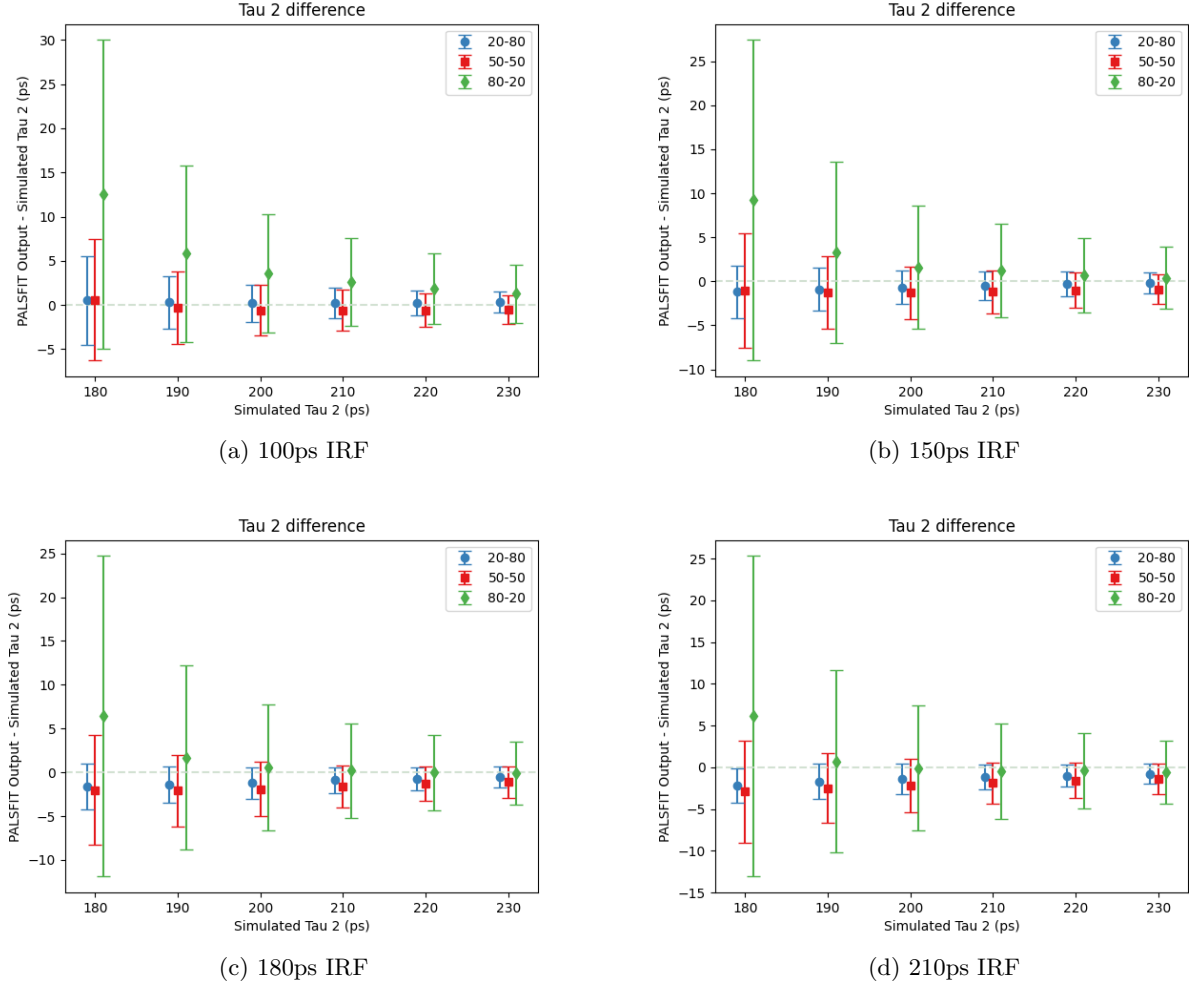 Tau 2 difference
PALSFIT Output - Simulated Tau 2 (ps)
30
25
20
15
10
5
0
−5
180 190 200 210 220 230
Simulated Tau 2 (ps)
20-80
50-50
80-20
(a) 100ps IRF
Tau 2 difference
PALSFIT Output - Simulated Tau 2 (ps)
25
20
15
10
5
0
−5
−10
180 190 200 210 220 230
Simulated Tau 2 (ps)
20-80
50-50
80-20
(b) 150ps IRF
Tau 2 difference
PALSFIT Output - Simulated Tau 2 (ps)
25
20
15
10
5
0
−5
−10
180 190 200 210 220 230
Simulated Tau 2 (ps)
20-80
50-50
80-20
(c) 180ps IRF
Tau 2 difference
PALSFIT Output - Simulated Tau 2 (ps)
25
20
15
10
5
0
−5
−10
−15
180 190 200 210 220 230
Simulated Tau 2 (ps)
20-80
50-50
80-20
(d) 210ps IRF